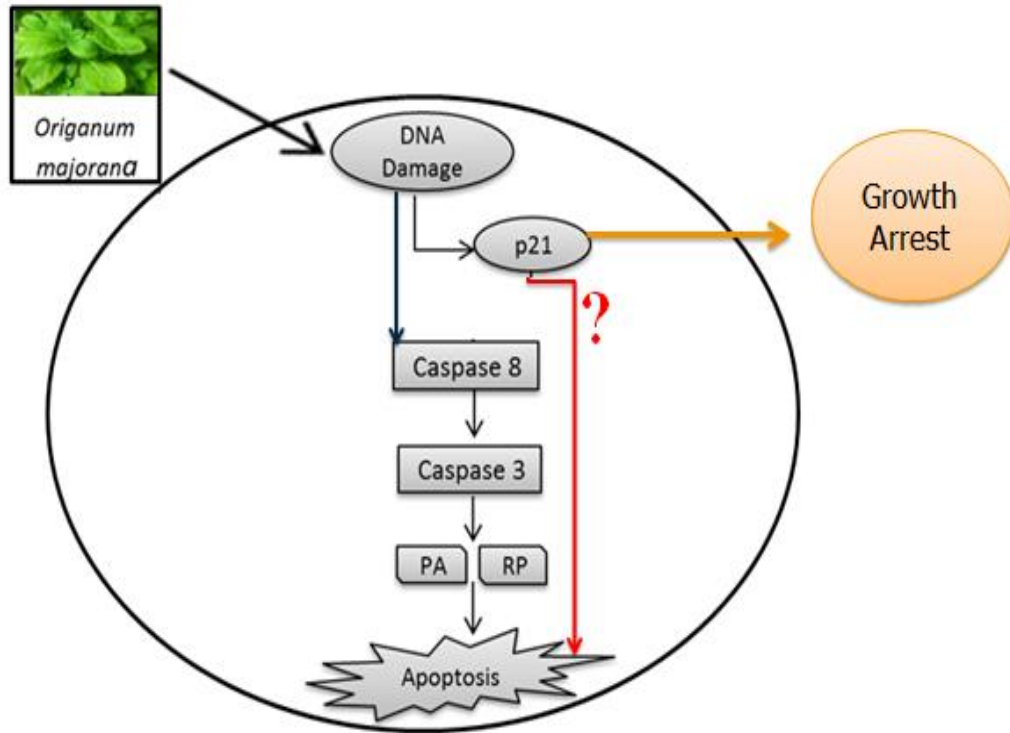 Origanum
majorana
DNA
Damage
p21
Growth
Arrest
?
Caspase 8
Caspase 3
PA
RP
Apoptosis